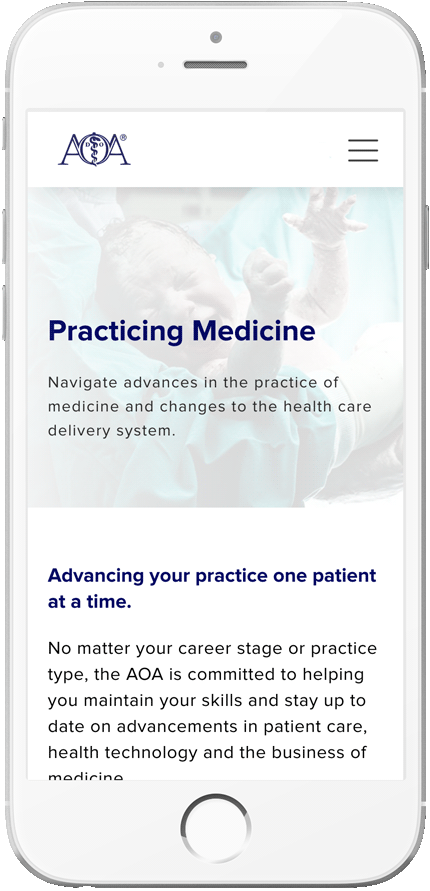 AOA®
DO
Practicing Medicine
Navigate advances in the practice of
medicine and changes to the health care
delivery system.
Advancing your practice one patient
at a time.
No matter your career stage or practice
type, the AOA is committed to helping
you maintain your skills and stay up to
date on advancements in patient care,
health technology and the business of
medicine